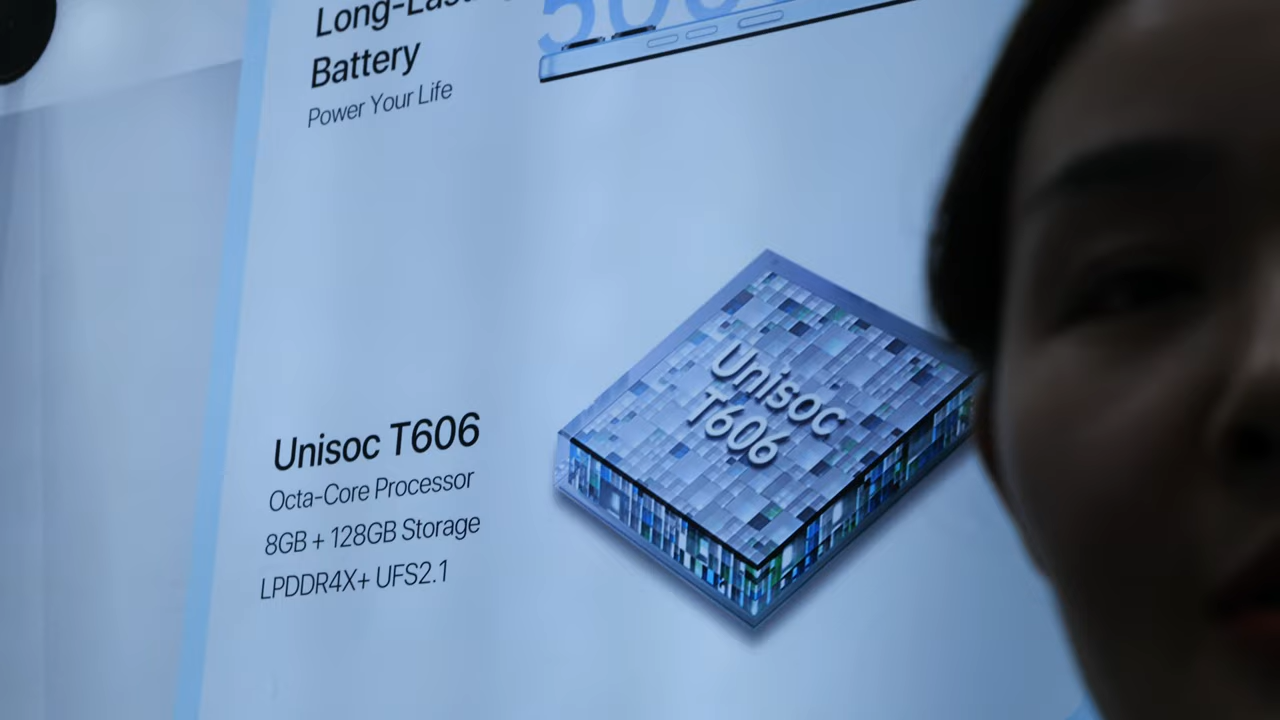 Battery
Power Your Life
Unisoc T606
Octa-Core Processor
8GB + 128GB Storage
LPDDR4X+ UFS2.1
Unisoc
T606